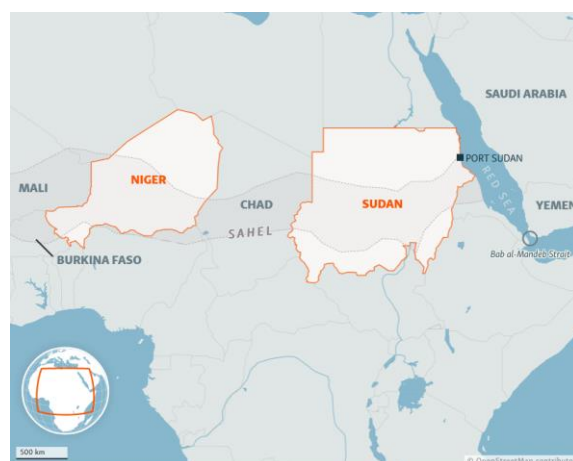 SAUDI ARABIA
PORT SUDAN
RED SEA
MALI
NIGER
CHAD
SUDAN
YEMEN
SAHEL
BURKINA FASO
Bab al-Mandeb Strait
500 km
© OpenStreetMap contributors